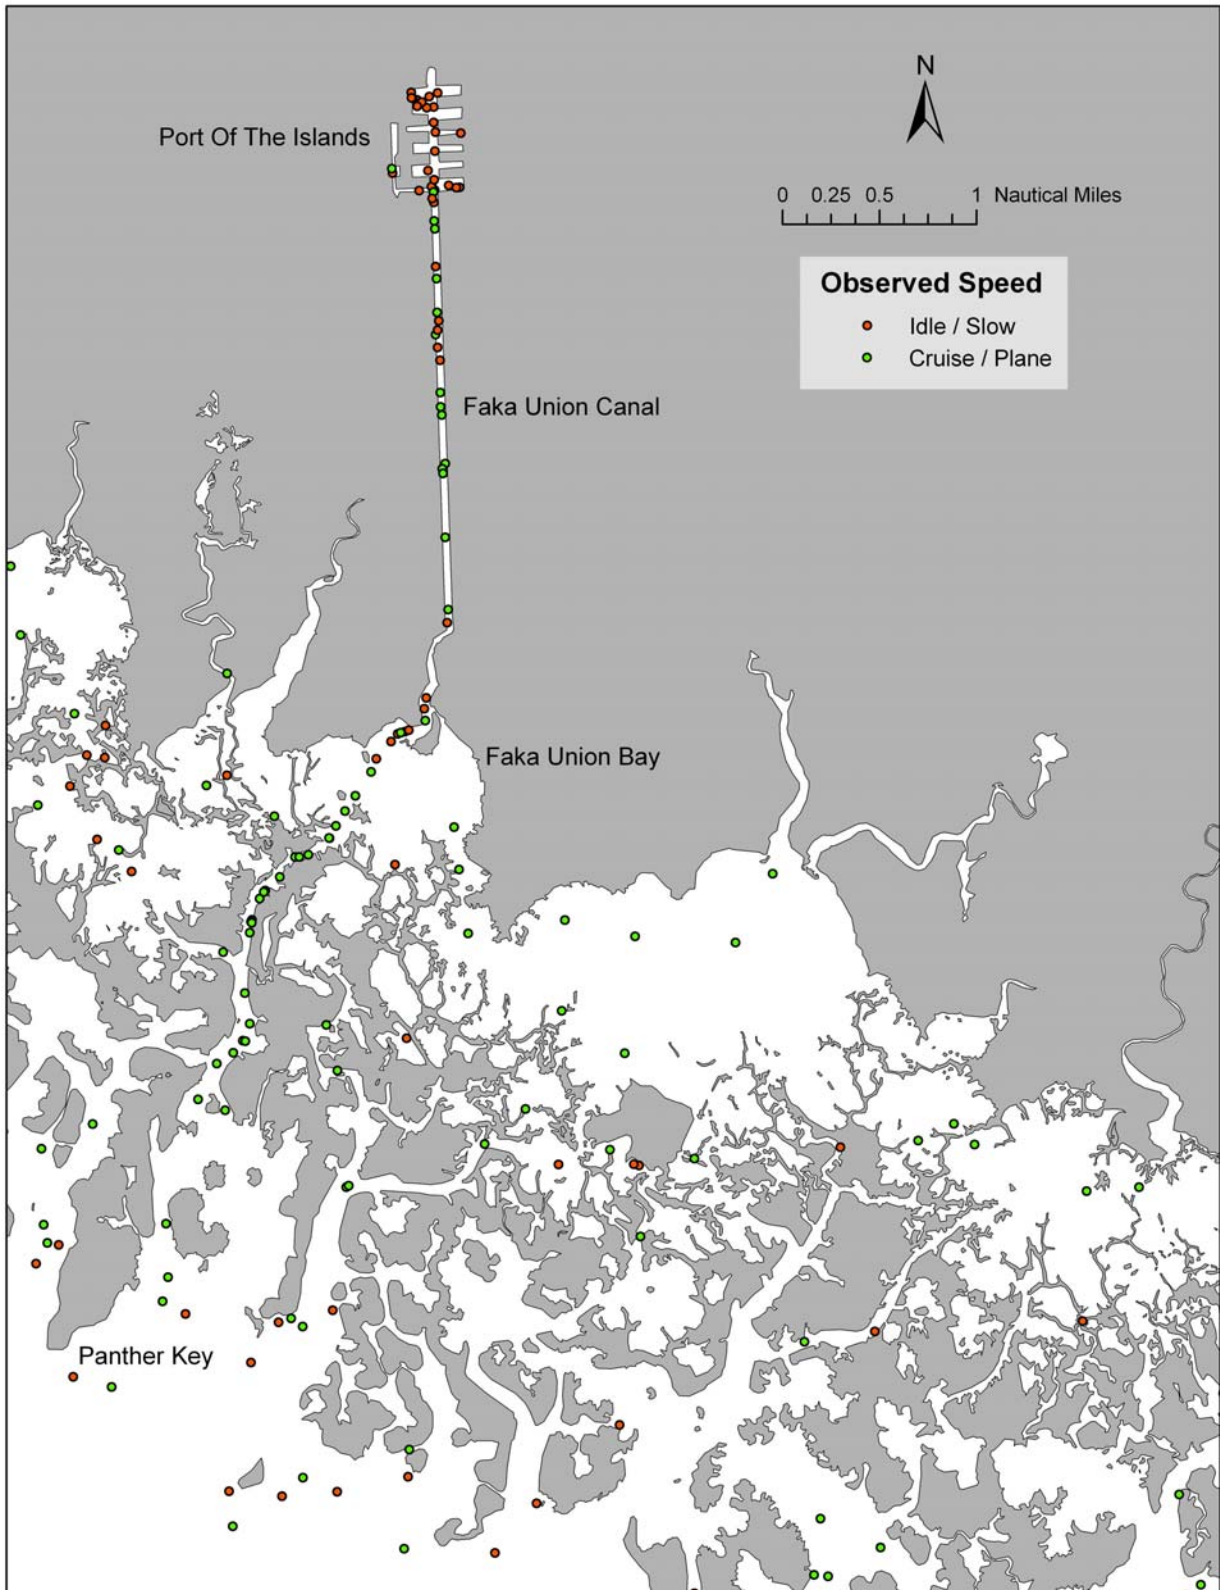 N
Port Of The Islands
0 0.25 0.5 1 Nautical Miles
Observed Speed
Idle / Slow
Cruise / Plane
Faka Union Canal
Faka Union Bay
Panther Key